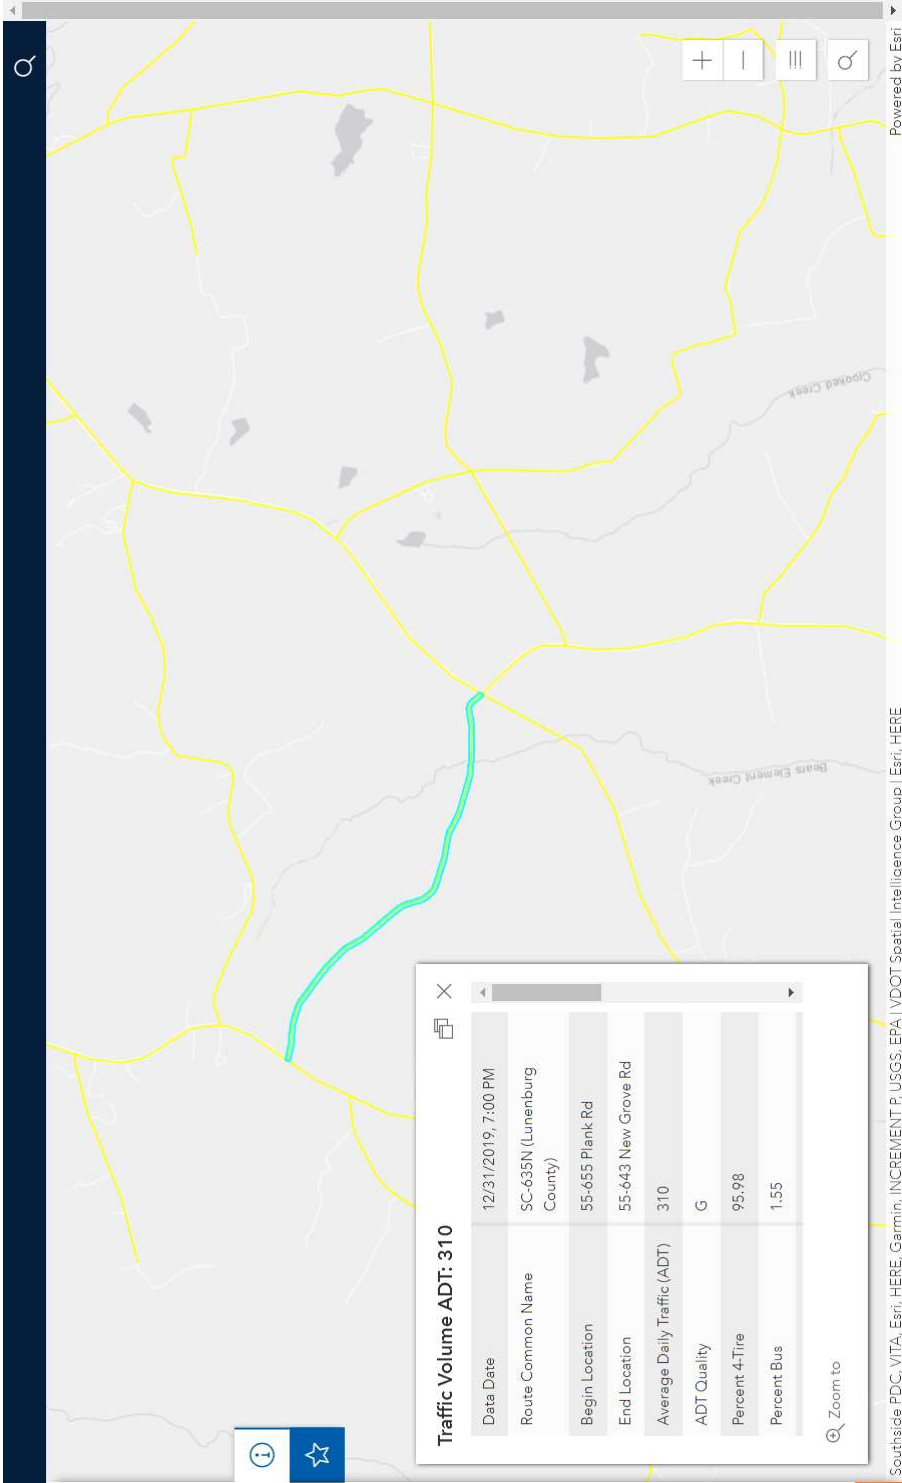 Traffic Volume ADT: 310
Data Date 12/31/2019, 7:00 PM
Route Common Name SC-635N (Lunenburg
County)
Begin Location 55-655 Plank Rd
End Location 55-643 New Grove Rd
Average Daily Traffic (ADT) 310
ADT Quality G
Percent 4-Tire 95.98
Percent Bus 1.55
Zoom to
Bears Element Creek
Crooked Creek
Southside PDC, VITA, Esri, HERE, Garmin, INCREMENT P, USGS, EPA | VDOT Spatial Intelligence Group | Esri, HERE
Powered by Esri